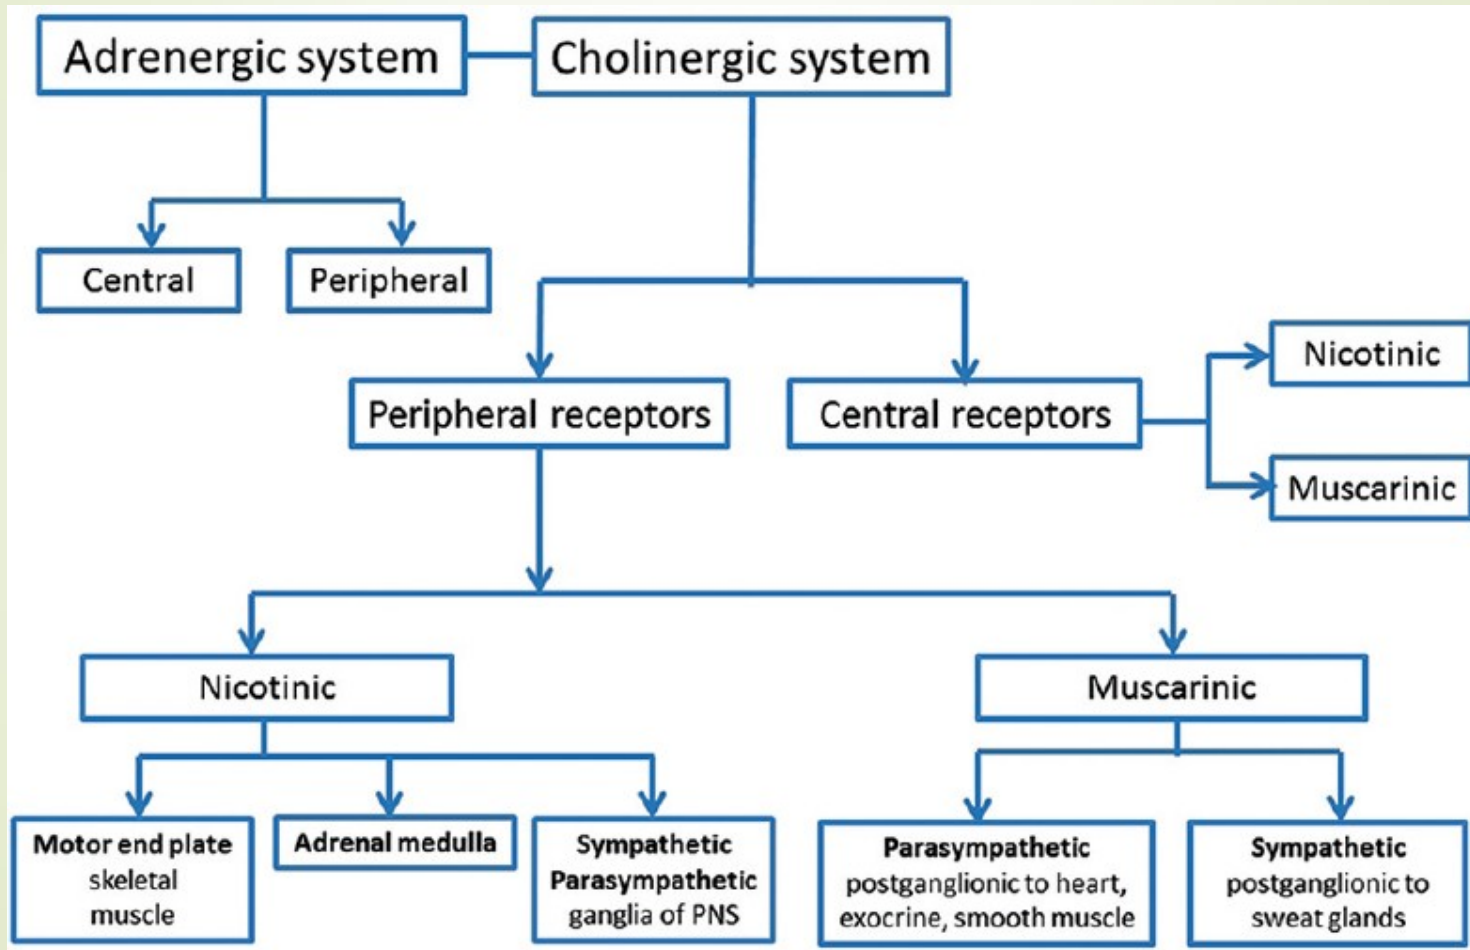 Adrenergic system
Cholinergic system
Central
Peripheral
Nicotinic
Peripheral receptors
Central receptors
Muscarinic
Nicotinic
Muscarinic
Motor end plate
skeletal
muscle
Adrenal medulla
Sympathetic
Parasympathetic
ganglia of PNS
Parasympathetic
postganglionic to heart,
exocrine, smooth muscle
Sympathetic
postganglionic to
sweat glands